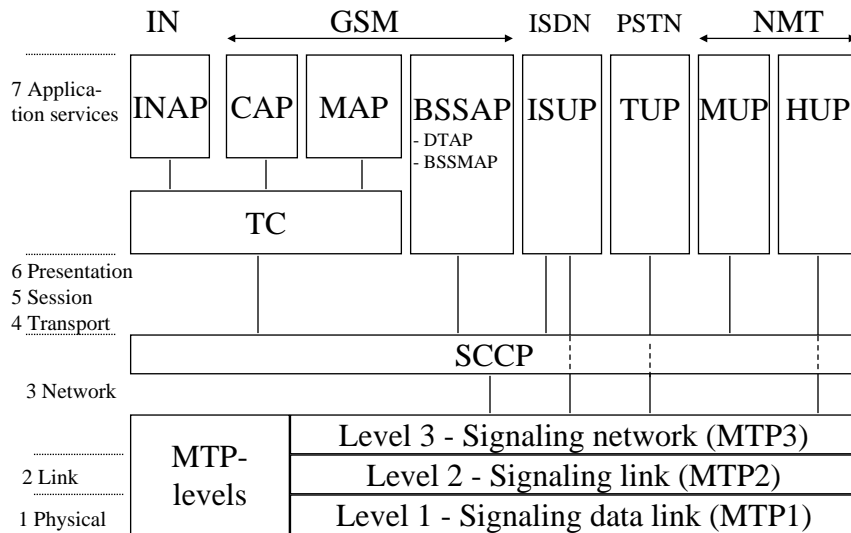 IN
GSM
ISDN
PSTN
NMT
7 Applica-
tion services
INAP
CAP
MAP
BSSAP
- DTAP
- BSSMAP
ISUP
TUP
MUP
HUP
TC
6 Presentation
5 Session
4 Transport
SCCP
3 Network
MTP-
levels
Level 3 - Signaling network (MTP3)
2 Link
Level 2 - Signaling link (MTP2)
1 Physical
Level 1 - Signaling data link (MTP1)